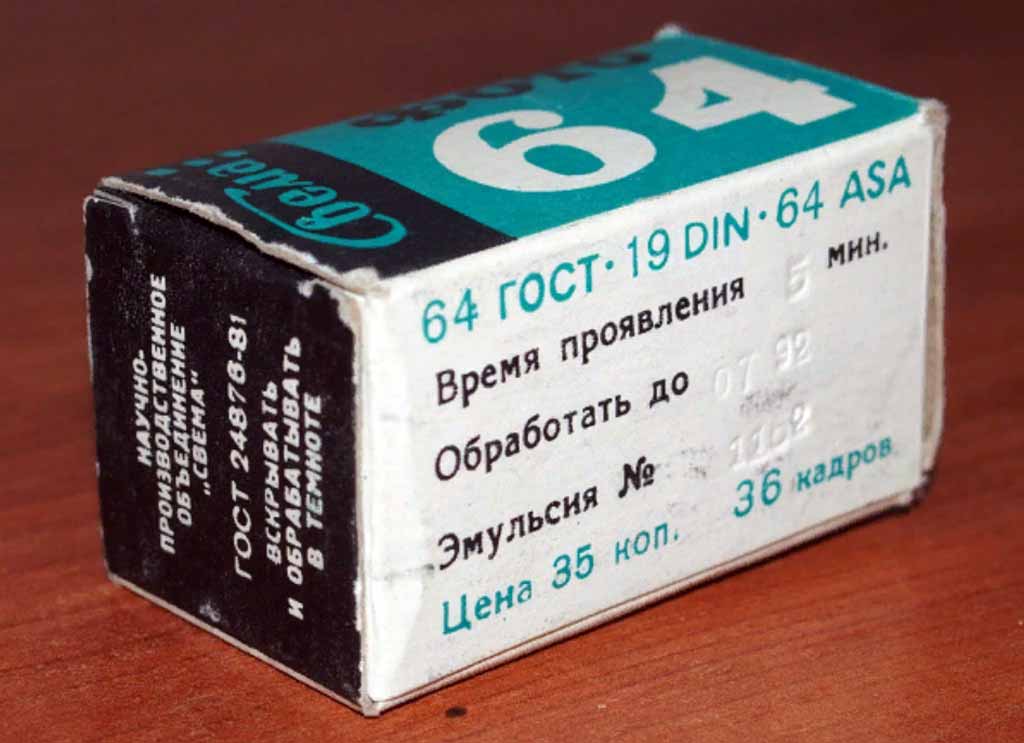 Фото
64
Свема
64 ГОСТ · 19 DIN · 64 ASA
Время проявления 5 мин.
Обработать до 07 92
Эмульсия №
Цена 35 коп. 36 кадров
НАУЧНО-
ПРОИЗВОДСТВЕННОЕ
ОБЪЕДИНЕНИЕ
„СВЕМА"
ГОСТ 24876-81
ВСКРЫВАТЬ
И ОБРАБАТЫВАТЬ
В ТЕМНОТЕ